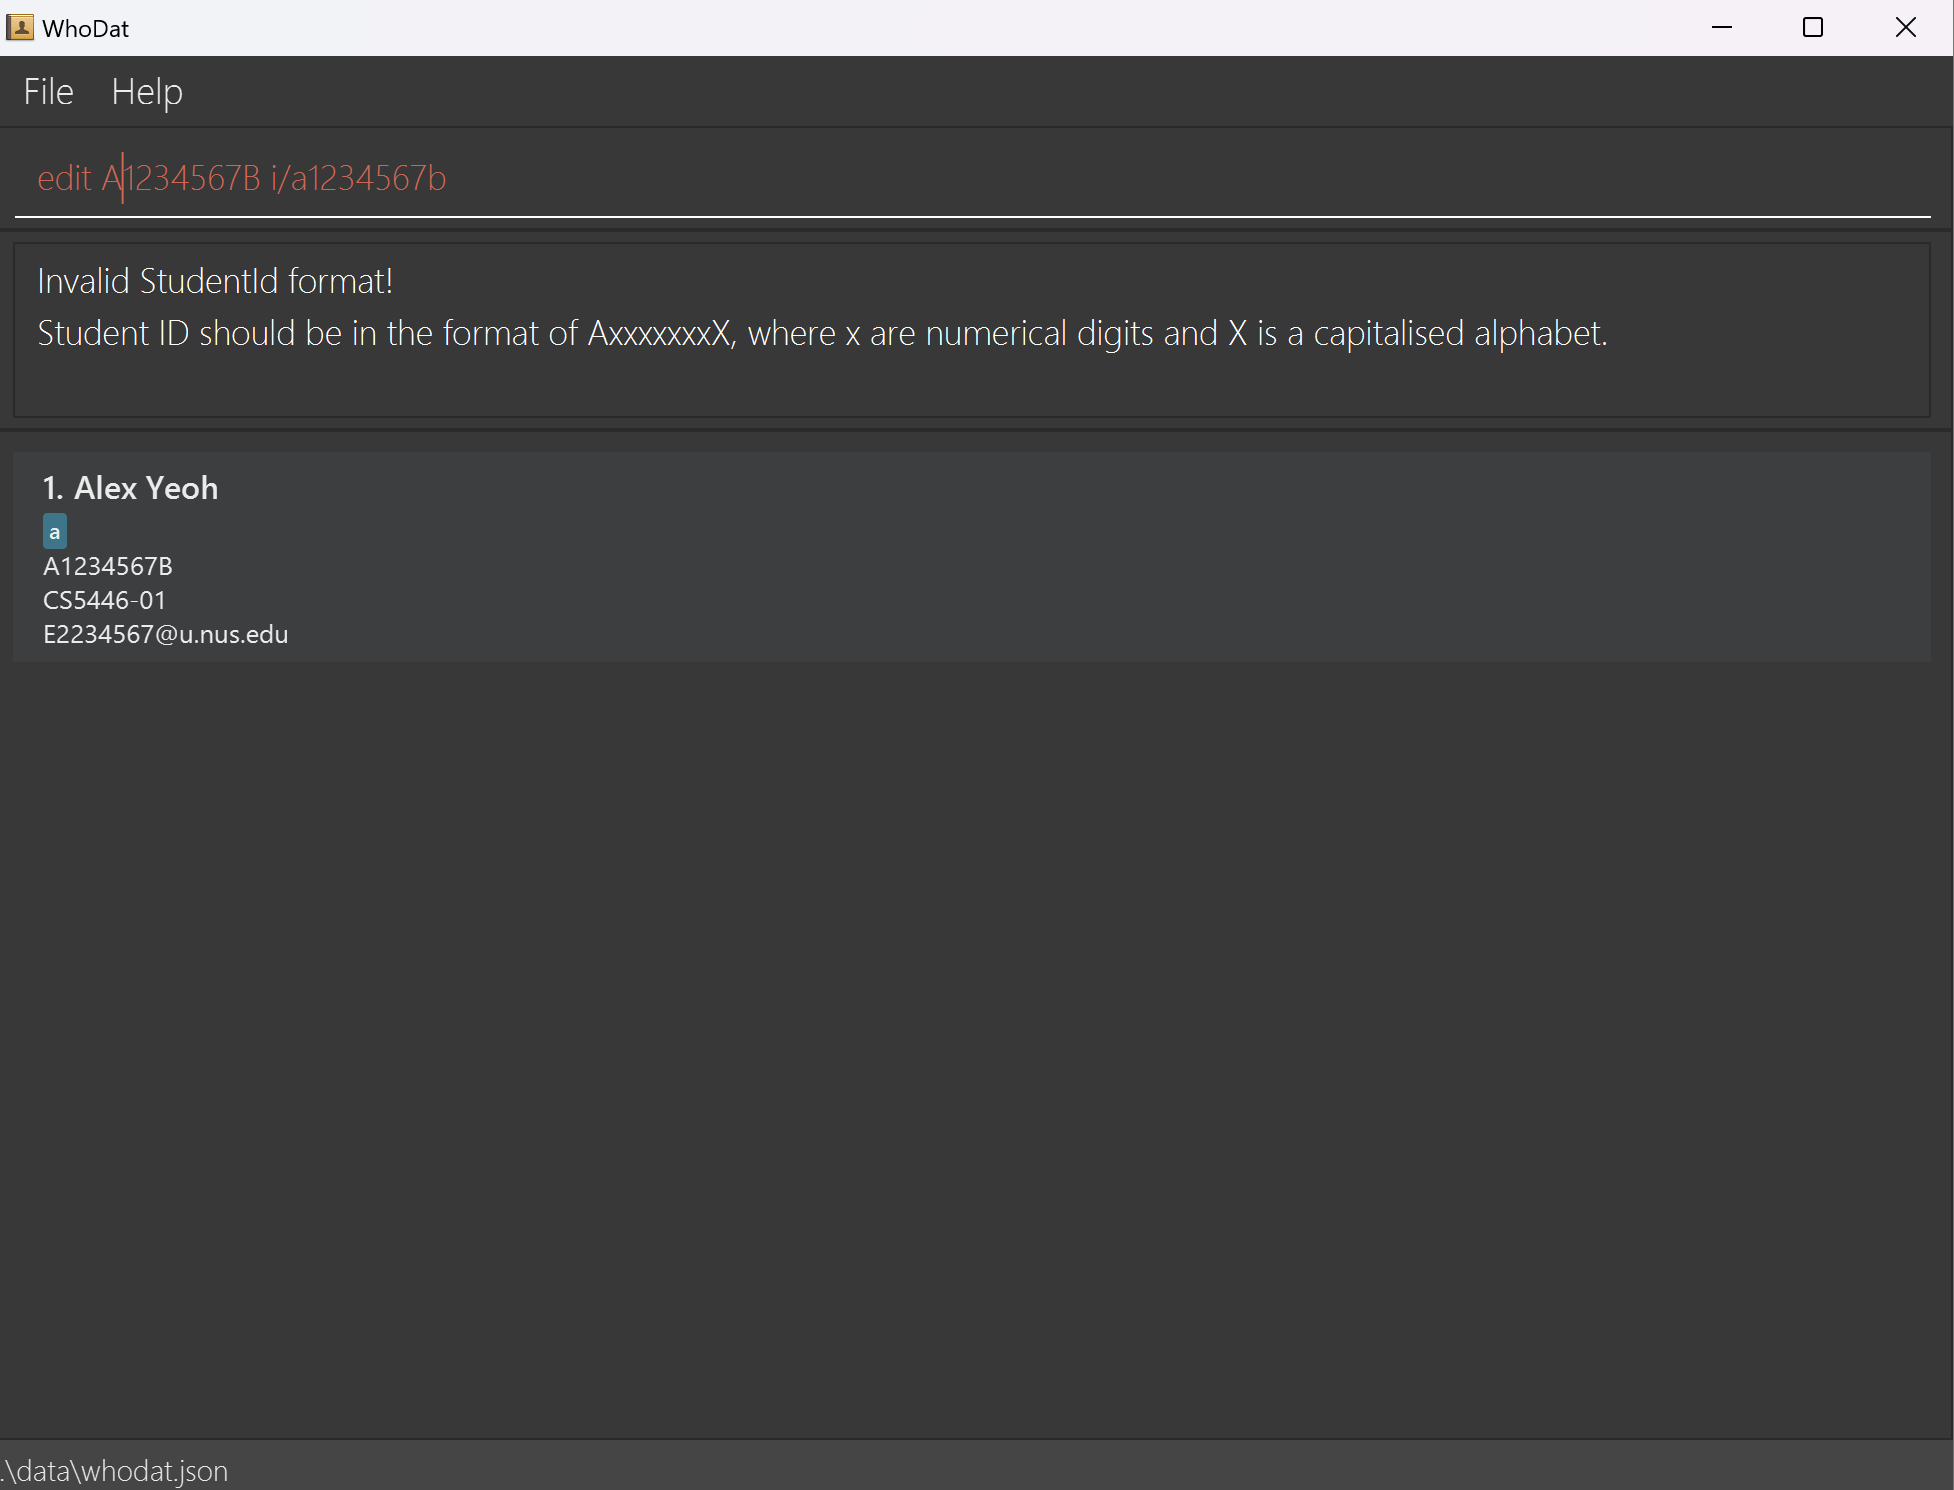 WhoDat
File Help
edit A1234567B i/a1234567b
Invalid StudentId format!
Student ID should be in the format of AxxxxxxxX, where x are numerical digits and X is a capitalised alphabet.
1. Alex Yeoh
a
A1234567B
CS5446-01
E2234567@u.nus.edu
.\data\whodat.json